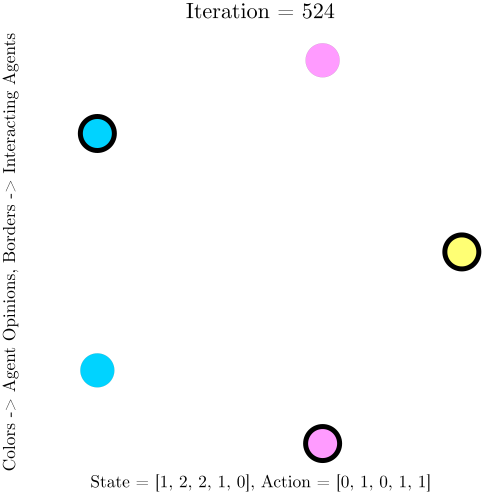 Iteration = 524
Colors -> Agent Opinions, Borders -> Interacting Agents
State = [1, 2, 2, 1, 0], Action = [0, 1, 0, 1, 1]